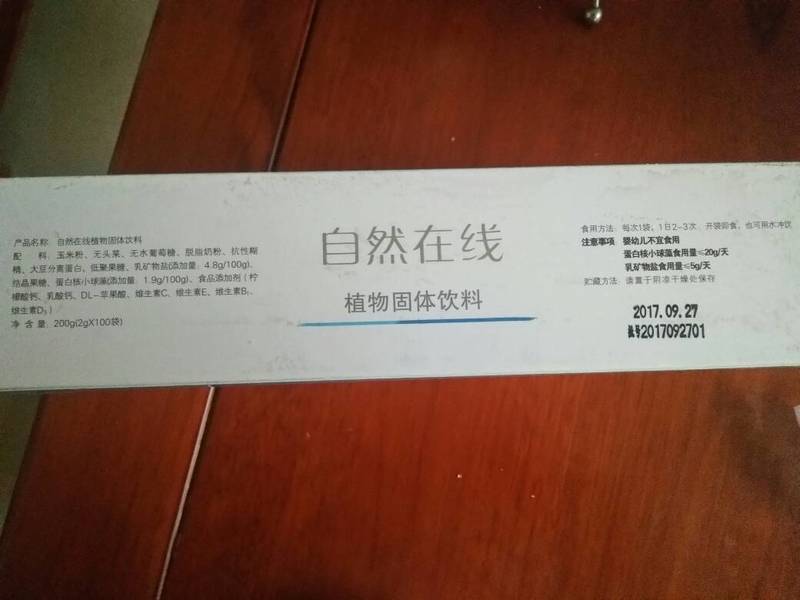 产品名称: 自然在线植物固体饮料
配 料: 玉米粉、无头某、无水葡萄糖、脱脂奶粉、抗性糊
精、大豆分离蛋白、低聚果糖、乳矿物盐(添加量: 4.8g/100g)、
结晶果糖、蛋白核小球藻(添加量: 1.9g/100g)、食品添加剂（柠
檬酸钙、乳酸钙、DL-苹果酸、维生素C、维生素E、维生素B₁、
维生素D₃）
净 含 量: 200g(2gX100袋)
自然在线
植物固体饮料
食用方法: 每次1袋, 1日2-3次, 开袋即食, 也可用水冲饮
注意事项: 婴幼儿不宜食用
蛋白核小球藻食用量≤20g/天
乳矿物盐食用量≤5g/天
贮藏方法: 请置于阴凉干燥处保存
2017.09.27
批号2017092701